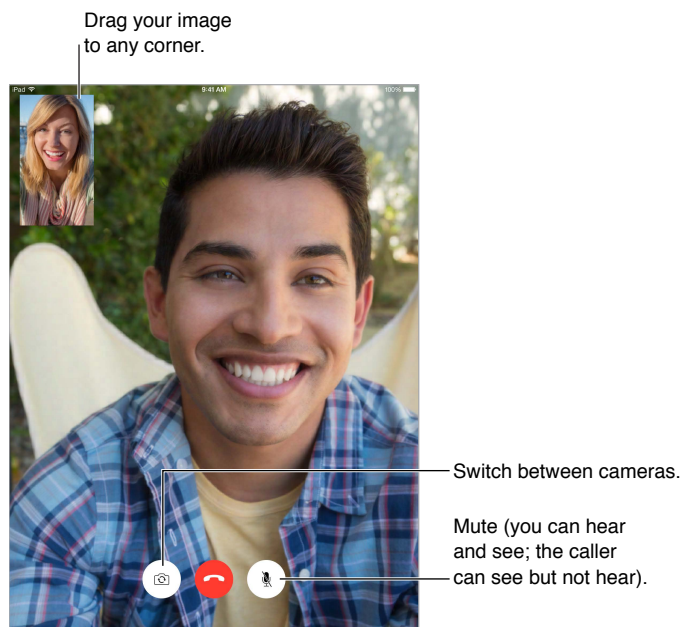 Drag your image
to any corner.
iPad 9:41 AM 100%
Switch between cameras.
Mute (you can hear
and see; the caller
can see but not hear).